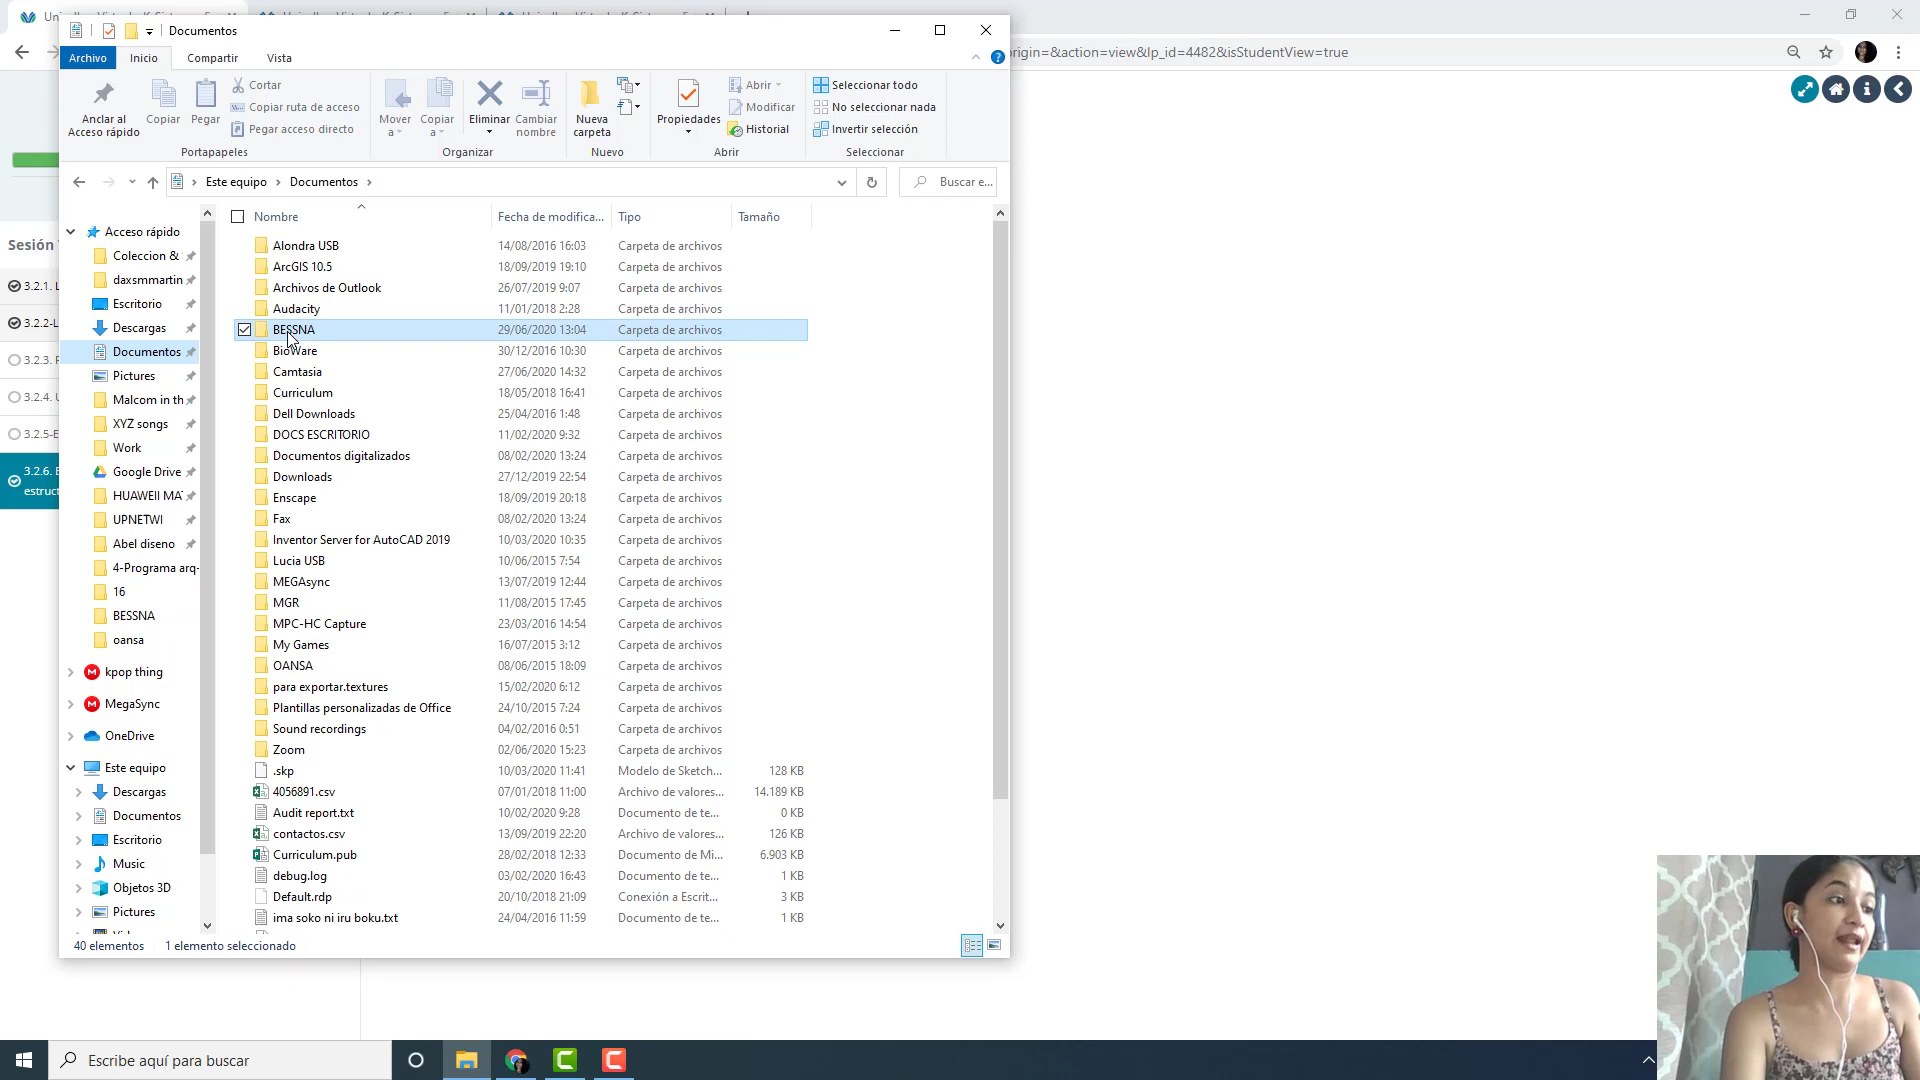 Documentos
Archivo Inicio Compartir Vista
Anclar al Acceso rápido
Copiar
Pegar
Cortar
Copiar ruta de acceso
Pegar acceso directo
Portapapeles
Mover a
Copiar a
Eliminar
Cambiar nombre
Organizar
Nueva carpeta
Nuevo
Propiedades
Abrir
Modificar
Historial
Abrir
Seleccionar todo
No seleccionar nada
Invertir selección
Seleccionar
origin=&action=view&lp_id=4482&isStudentView=true
Este equipo > Documentos >
Buscar e...
Nombre Fecha de modifica... Tipo Tamaño
Alondra USB 14/08/2016 16:03 Carpeta de archivos
ArcGIS 10.5 18/09/2019 19:10 Carpeta de archivos
Archivos de Outlook 26/07/2019 9:07 Carpeta de archivos
Audacity 11/01/2018 2:28 Carpeta de archivos
BESSNA 29/06/2020 13:04 Carpeta de archivos
BioWare 30/12/2016 10:30 Carpeta de archivos
Camtasia 27/06/2020 14:32 Carpeta de archivos
Curriculum 18/05/2018 16:41 Carpeta de archivos
Dell Downloads 25/04/2016 1:48 Carpeta de archivos
DOCS ESCRITORIO 11/02/2020 9:32 Carpeta de archivos
Documentos digitalizados 08/02/2020 13:24 Carpeta de archivos
Downloads 27/12/2019 22:54 Carpeta de archivos
Enscape 18/09/2019 20:18 Carpeta de archivos
Fax 08/02/2020 13:24 Carpeta de archivos
Inventor Server for AutoCAD 2019 10/03/2020 10:35 Carpeta de archivos
Lucia USB 10/06/2015 7:54 Carpeta de archivos
MEGAsync 13/07/2019 12:44 Carpeta de archivos
MGR 11/08/2015 17:45 Carpeta de archivos
MPC-HC Capture 23/03/2016 14:54 Carpeta de archivos
My Games 16/07/2015 3:12 Carpeta de archivos
OANSA 08/06/2015 18:09 Carpeta de archivos
para exportar.textures 15/02/2020 6:12 Carpeta de archivos
Plantillas personalizadas de Office 24/10/2015 7:24 Carpeta de archivos
Sound recordings 04/02/2016 0:51 Carpeta de archivos
Zoom 02/06/2020 15:23 Carpeta de archivos
.skp 10/03/2020 11:41 Modelo de Sketch... 128 KB
4056891.csv 07/01/2018 11:00 Archivo de valores... 14.189 KB
Audit report.txt 10/02/2020 9:28 Documento de te... 0 KB
contactos.csv 13/09/2019 22:20 Archivo de valores... 126 KB
Curriculum.pub 28/02/2018 12:33 Documento de Mi... 6.903 KB
debug.log 03/02/2020 16:43 Documento de te... 1 KB
Default.rdp 20/10/2018 21:09 Conexión a Escrit... 3 KB
ima soko ni iru boku.txt 24/04/2016 11:59 Documento de te... 1 KB
Acceso rápido
Coleccion &
daxsmmartin
Escritorio
Descargas
Documentos
Pictures
Malcom in th
XYZ songs
Work
Google Drive
HUAWEII MA
UPNETWI
Abel diseno
4-Programa arq-
16
BESSNA
oansa
kpop thing
MegaSync
OneDrive
Este equipo
Descargas
Documentos
Escritorio
Music
Objetos 3D
Pictures
40 elementos 1 elemento seleccionado
Sesión
3.2.1. L
3.2.2-L
3.2.3.
3.2.4. U
3.2.5-E
3.2.6. E
estruct
Escribe aquí para buscar